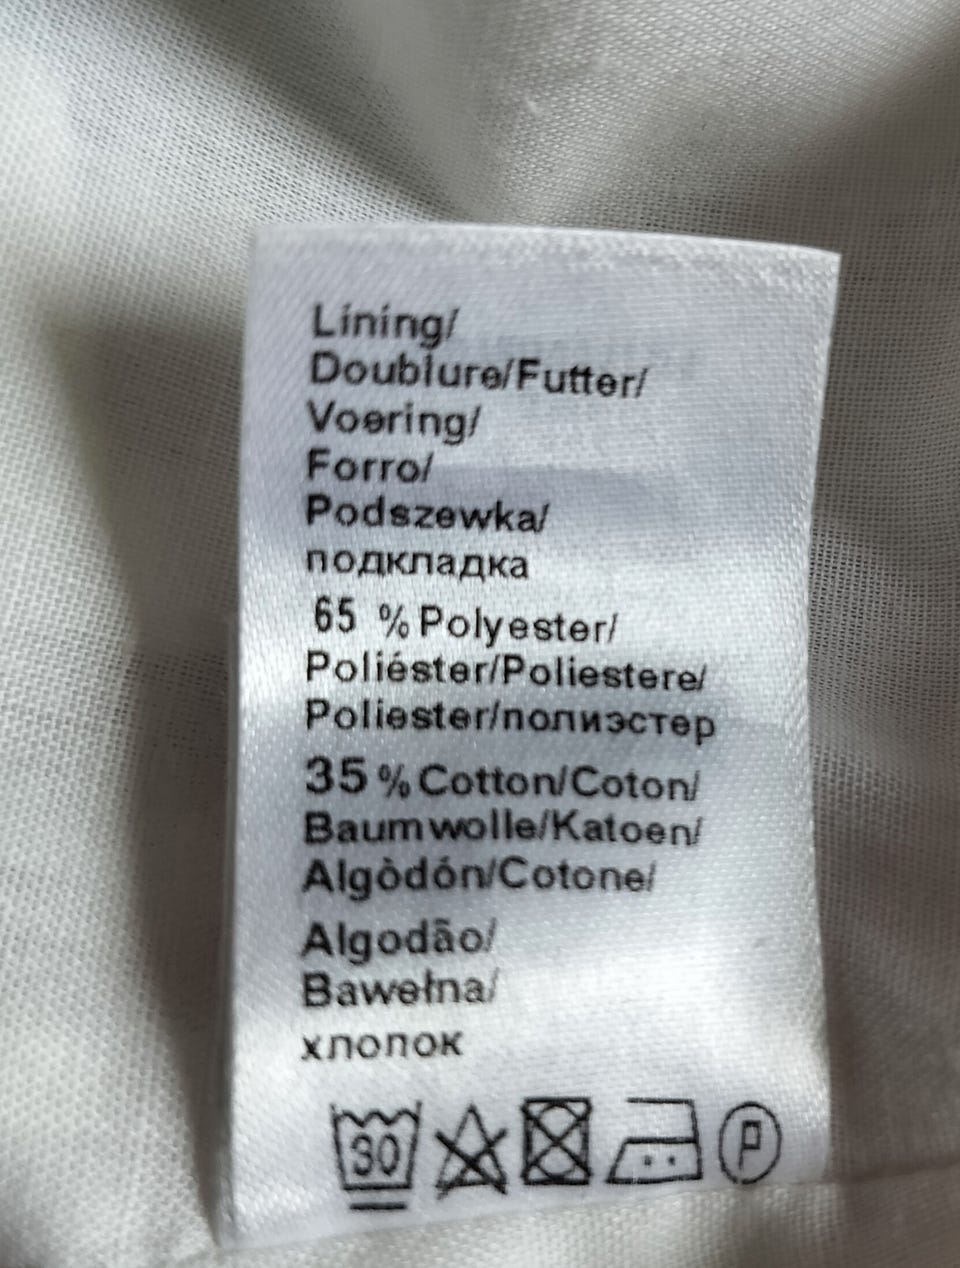 Lining/
Doublure/Futter/
Voering/
Forro/
Podszewka/
подкладка
65 % Polyester/
Poliéster/Poliestere/
Poliester/полиэстер
35 % Cotton/Coton/
Baumwolle/Katoen/
Algòdón/Cotone/
Algodão/
Bawełna/
хлопок
30
P